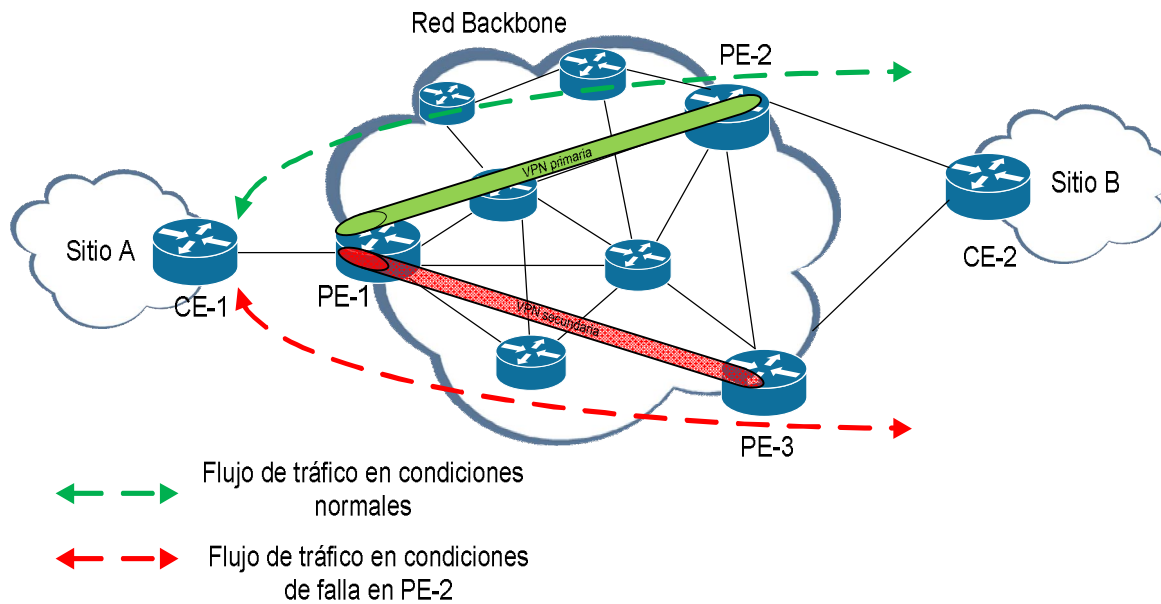 Red Backbone
PE-2
VPN primaria
Sitio A
Sitio B
CE-1
PE-1
CE-2
VPN secundaria
PE-3
Flujo de tráfico en condiciones
normales
Flujo de tráfico en condiciones
de falla en PE-2